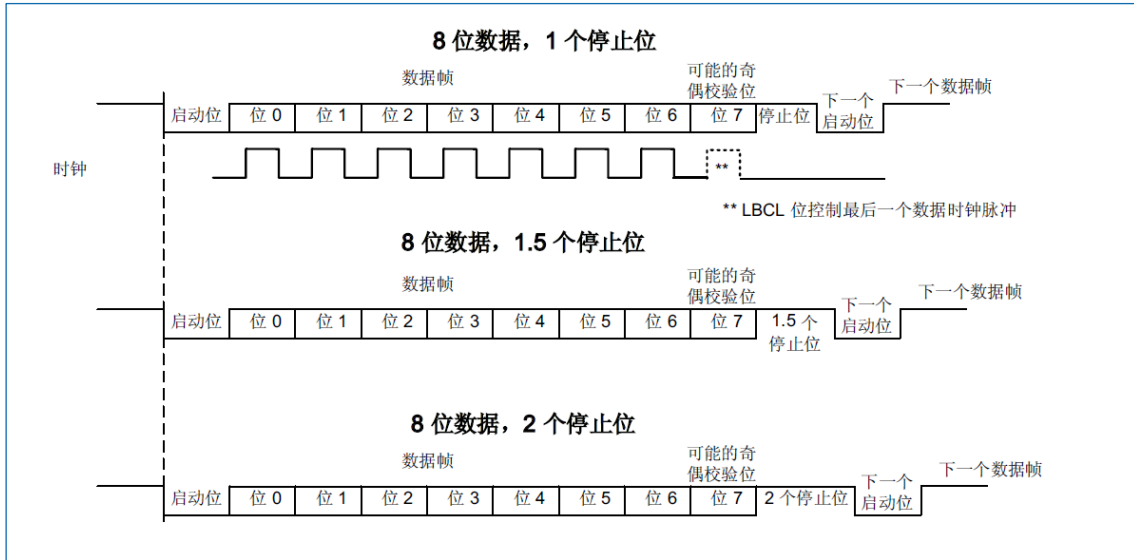 8 位数据，1 个停止位
数据帧
可能的奇
偶校验位
下一个数据帧
启动位 位 0 位 1 位 2 位 3 位 4 位 5 位 6 位 7 停止位
下一个
启动位
时钟
**
** LBCL 位控制最后一个数据时钟脉冲
8 位数据，1.5 个停止位
数据帧
可能的奇
偶校验位
下一个数据帧
启动位 位 0 位 1 位 2 位 3 位 4 位 5 位 6 位 7
1.5 个
停止位
下一个
启动位
8 位数据，2 个停止位
数据帧
可能的奇
偶校验位
下一个数据帧
启动位 位 0 位 1 位 2 位 3 位 4 位 5 位 6 位 7 2 个停止位
下一个
启动位